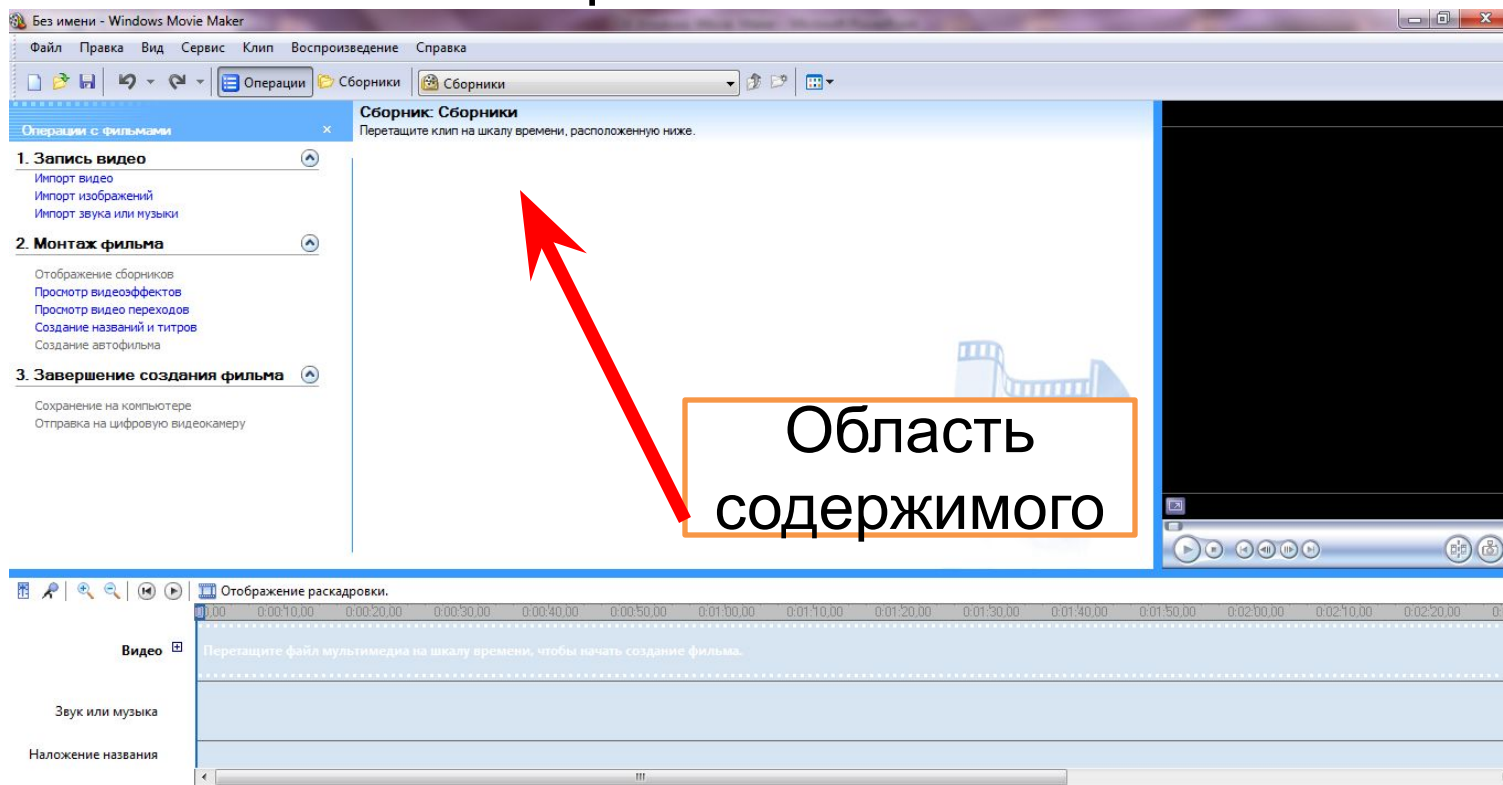 Без имени - Windows Movie Maker
Файл Правка Вид Сервис Клип Воспроизведение Справка
Операции Сборники Сборники
Операции с фильмами
Сборник: Сборники
Перетащите клип на шкалу времени, расположенную ниже.
1. Запись видео
Импорт видео
Импорт изображений
Импорт звука или музыки
2. Монтаж фильма
Отображение сборников
Просмотр видеоэффектов
Просмотр видео переходов
Создание названий и титров
Создание автофильма
3. Завершение создания фильма
Сохранение на компьютере
Отправка на цифровую видеокамеру
Область
содержимого
Отображение раскадровки.
0,00 0:00:10,00 0:00:20,00 0:00:30,00 0:00:40,00 0:00:50,00 0:01:00,00 0:01:10,00 0:01:20,00 0:01:30,00 0:01:40,00 0:01:50,00 0:02:00,00 0:02:10,00 0:02:20,00
Видео
Перетащите файл мультимедиа на шкалу времени, чтобы начать создание фильма.
Звук или музыка
Наложение названия